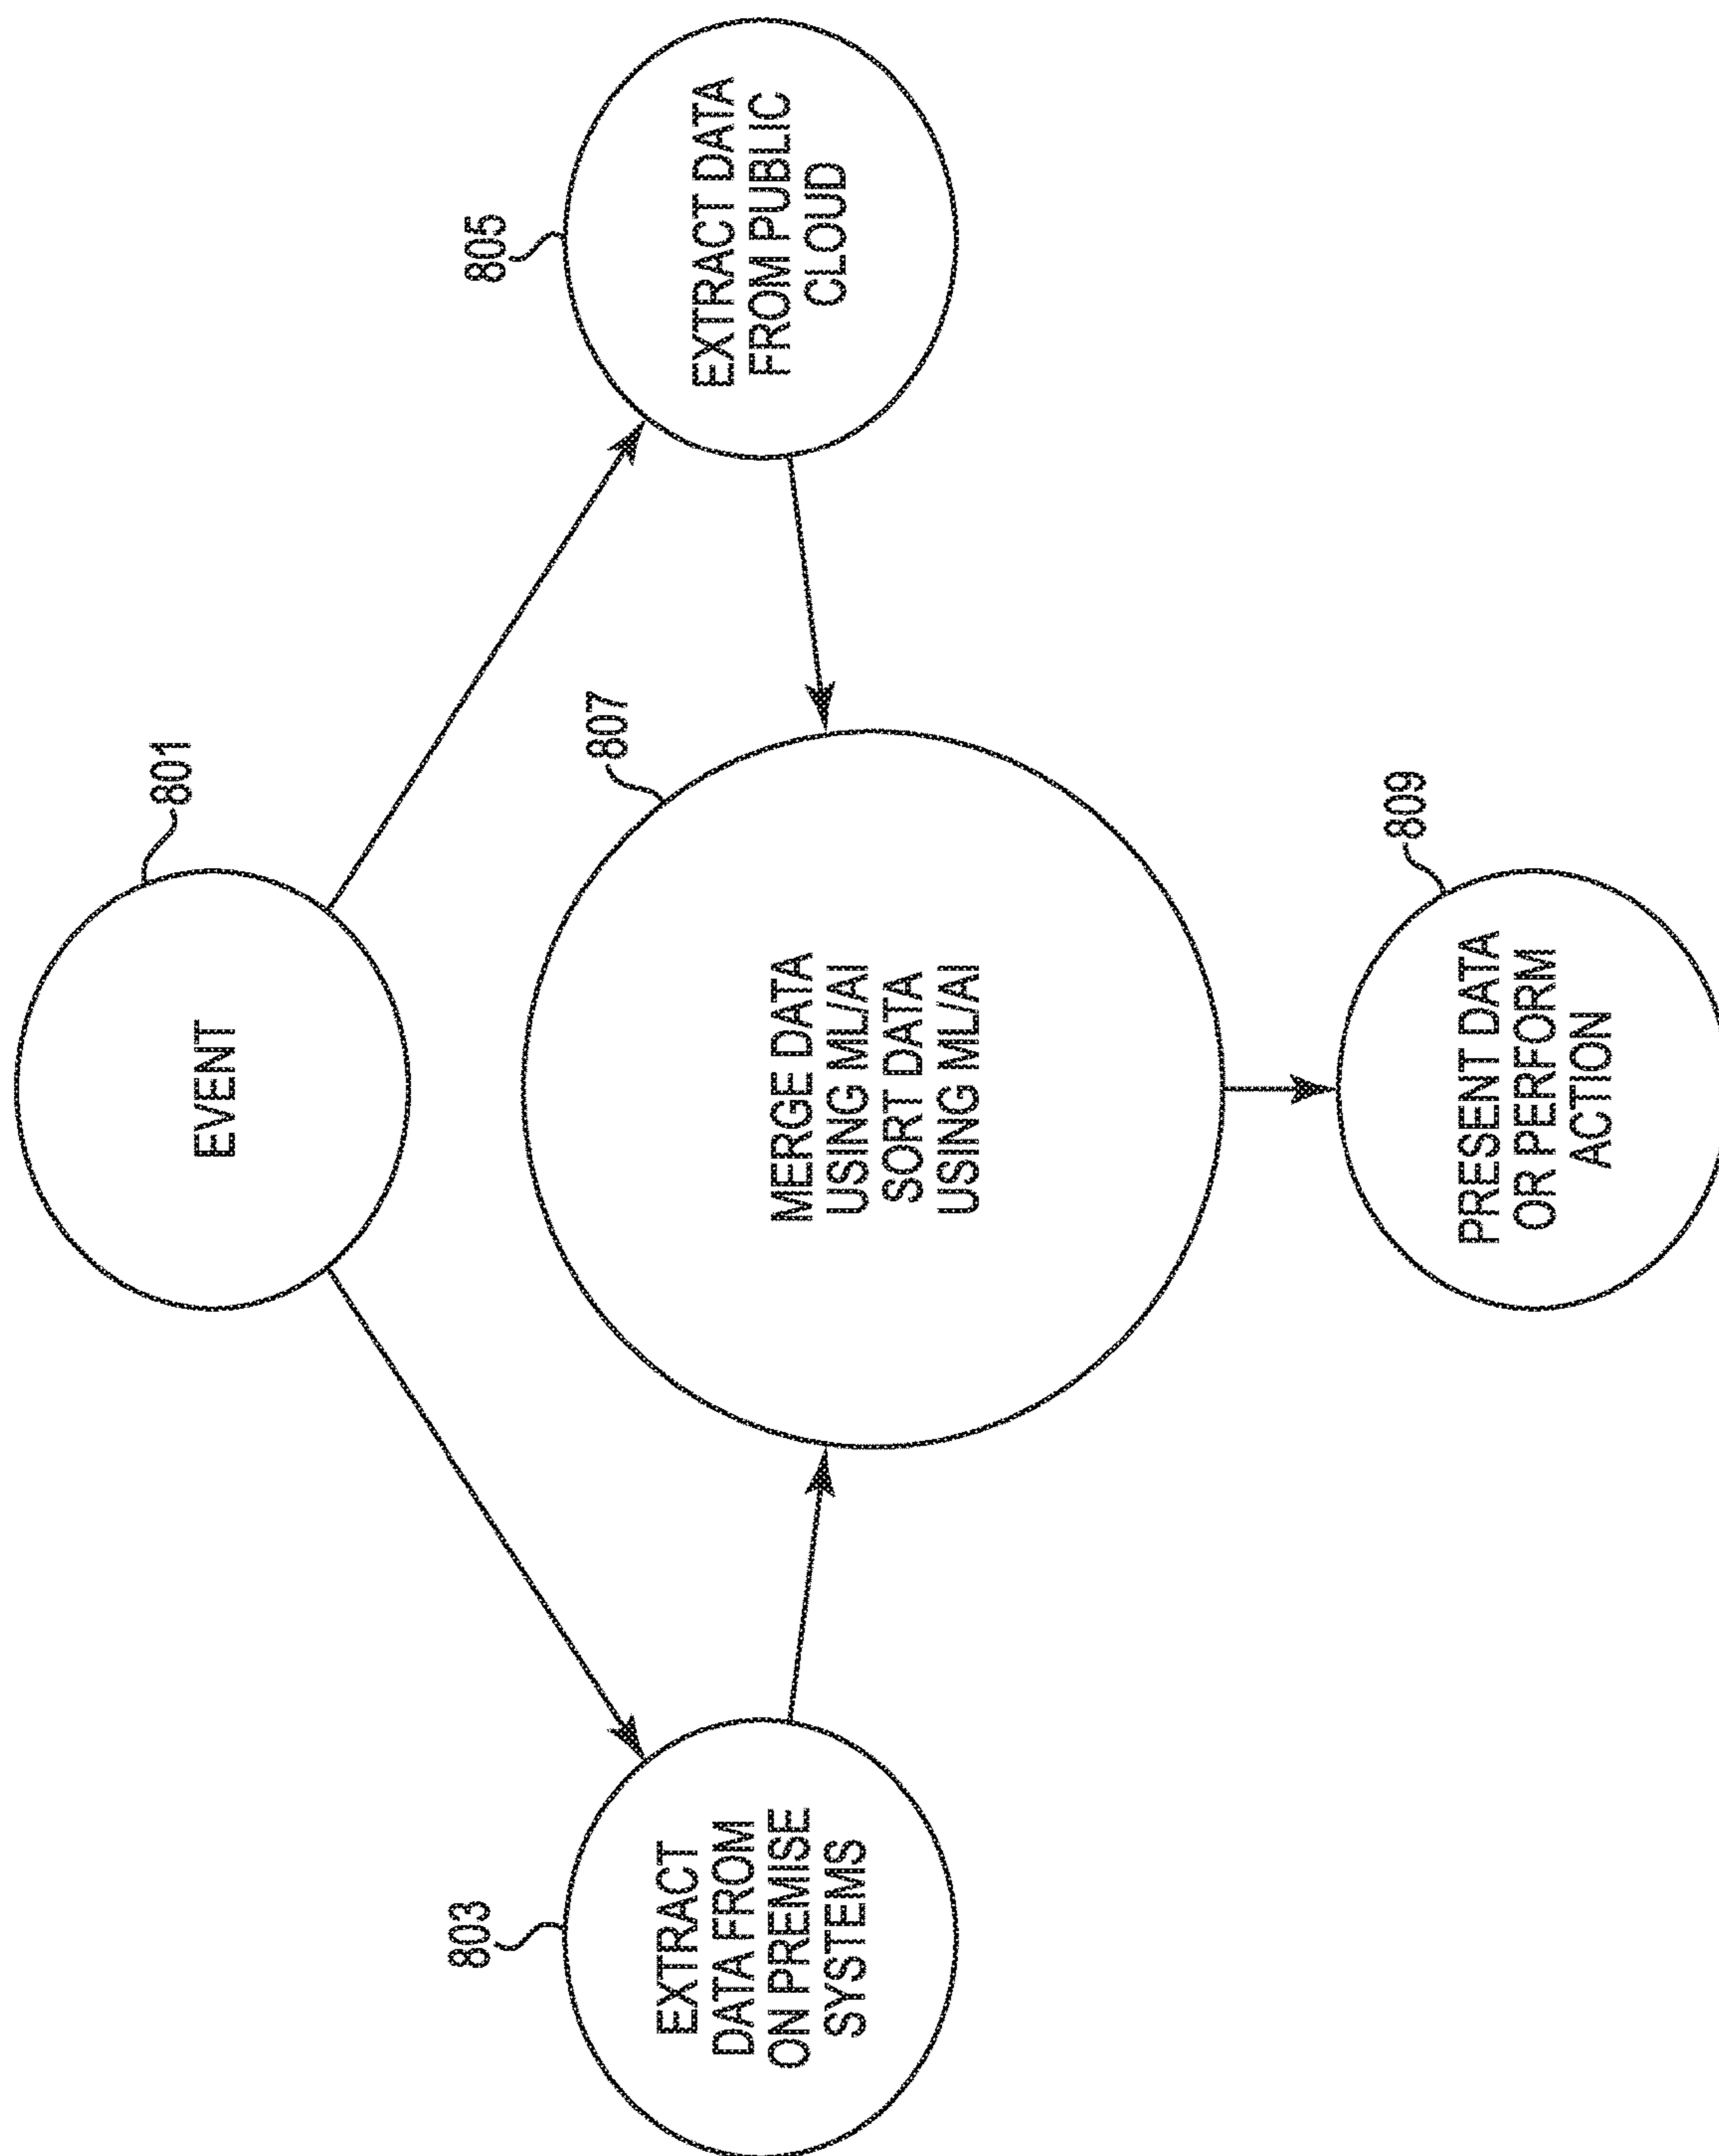 801
EVENT
803
EXTRACT
DATA FROM
ON PREMISE
SYSTEMS
805
EXTRACT DATA
FROM PUBLIC
CLOUD
807
MERGE DATA
USING ML/AI
SORT DATA
USING ML/AI
809
PRESENT DATA
OR PERFORM
ACTION